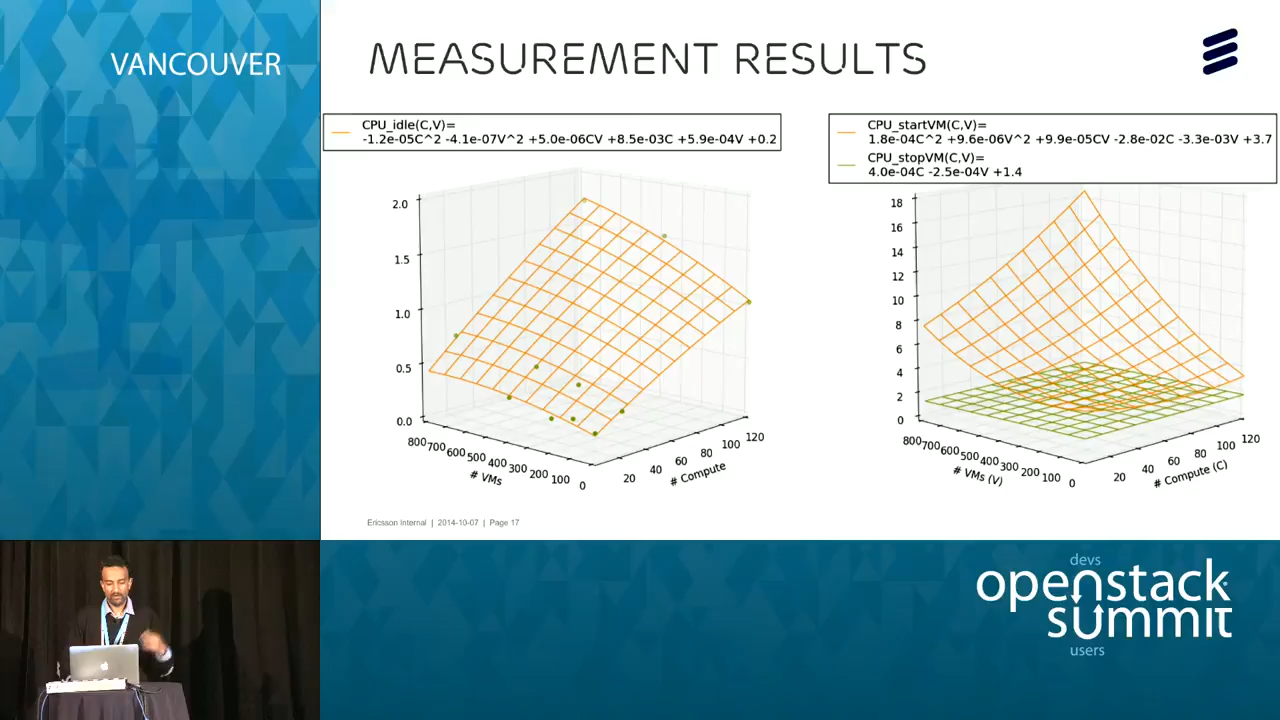 VANCOUVER
MEASUREMENT RESULTS
CPU_idle(C,V)=
-1.2e-05C^2 -4.1e-07V^2 +5.0e-06CV +8.5e-03C +5.9e-04V +0.2
2.0
1.5
1.0
0.5
0.0
800 700 600 500 400 300 200 100 0
# VMs
20 40 60 80 100 120
# Compute
CPU_startVM(C,V)=
1.8e-04C^2 +9.6e-06V^2 +9.9e-05CV -2.8e-02C -3.3e-03V +3.7
CPU_stopVM(C,V)=
4.0e-04C -2.5e-04V +1.4
18
16
14
12
10
8
6
4
2
0
800 700 600 500 400 300 200 100 0
# VMs (V)
20 40 60 80 100 120
# Compute (C)
Ericsson Internal | 2014-10-07 | Page 17
devs
openstack
summit
users